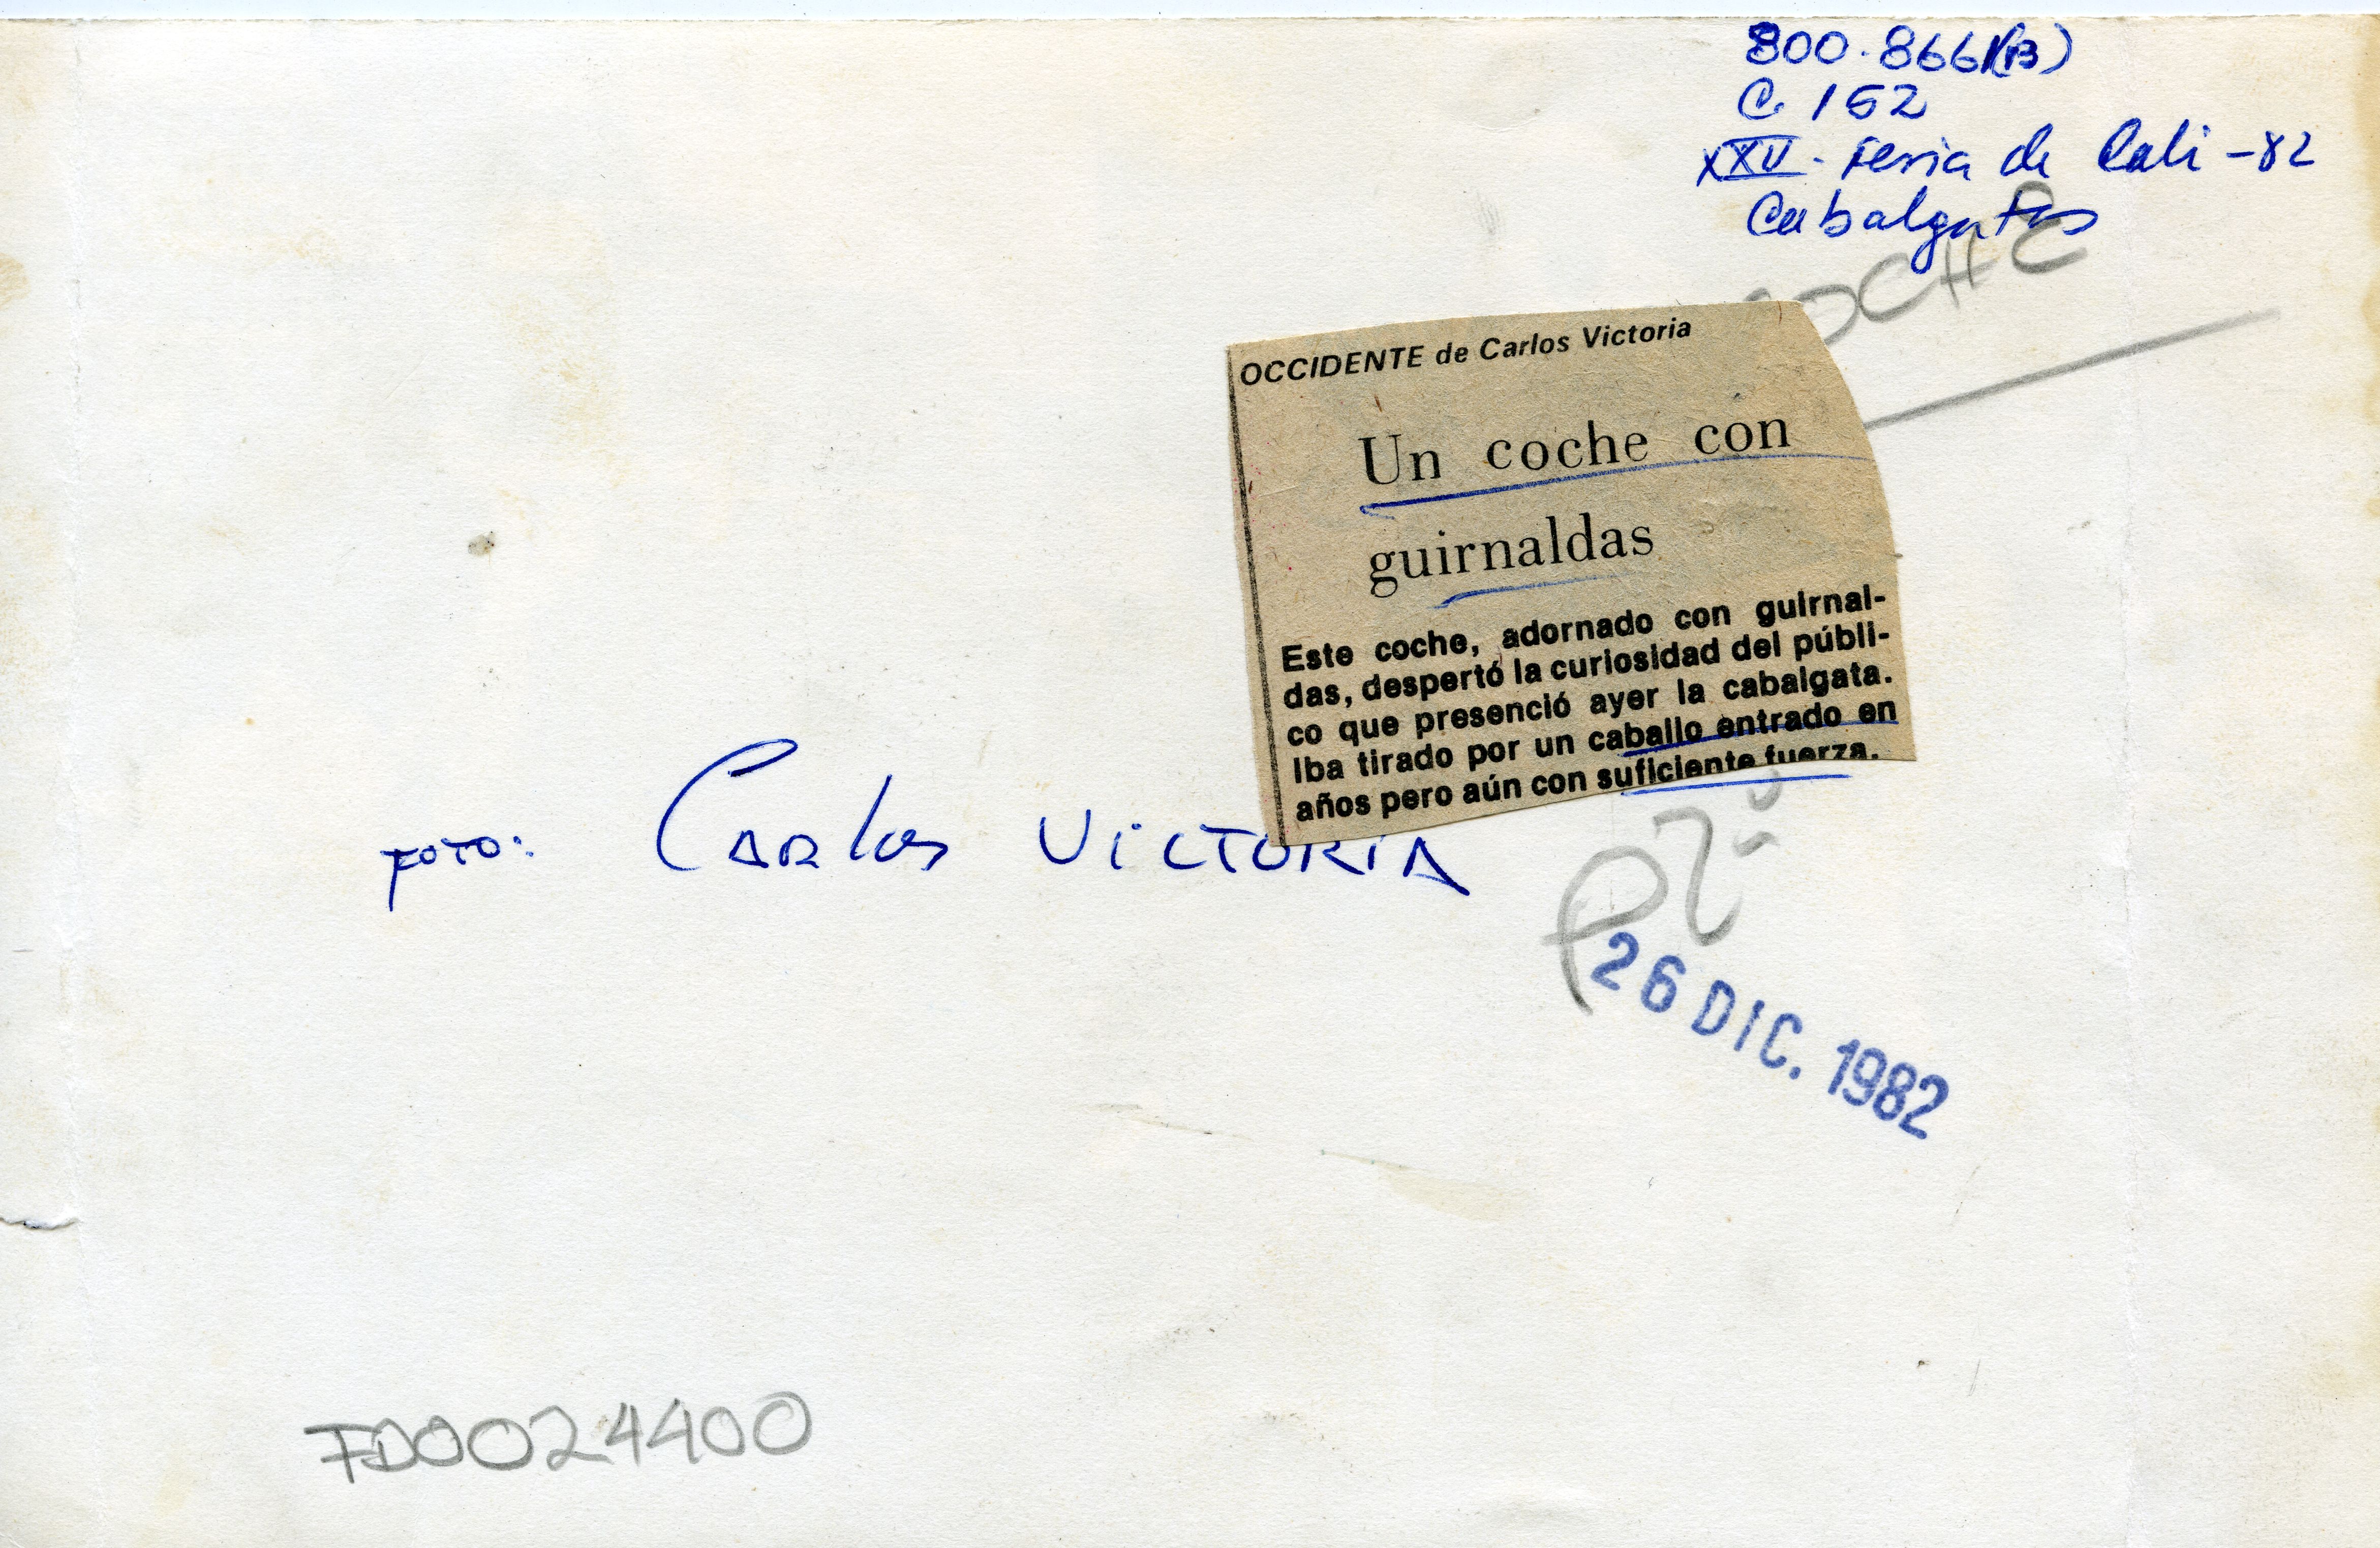 800.8661(B)
C. 152
XXV - Feria de Cali - 82
Cabalgatas
OCCIDENTE de Carlos Victoria
Un coche con
guirnaldas
Este coche, adornado con guirnal-
das, despertó la curiosidad del públi-
co que presenció ayer la cabalgata.
Iba tirado por un caballo entrado en
años pero aún con suficiente fuerza.
FOTO: Carlos VICTORIA
26 DIC. 1982
FD0024400